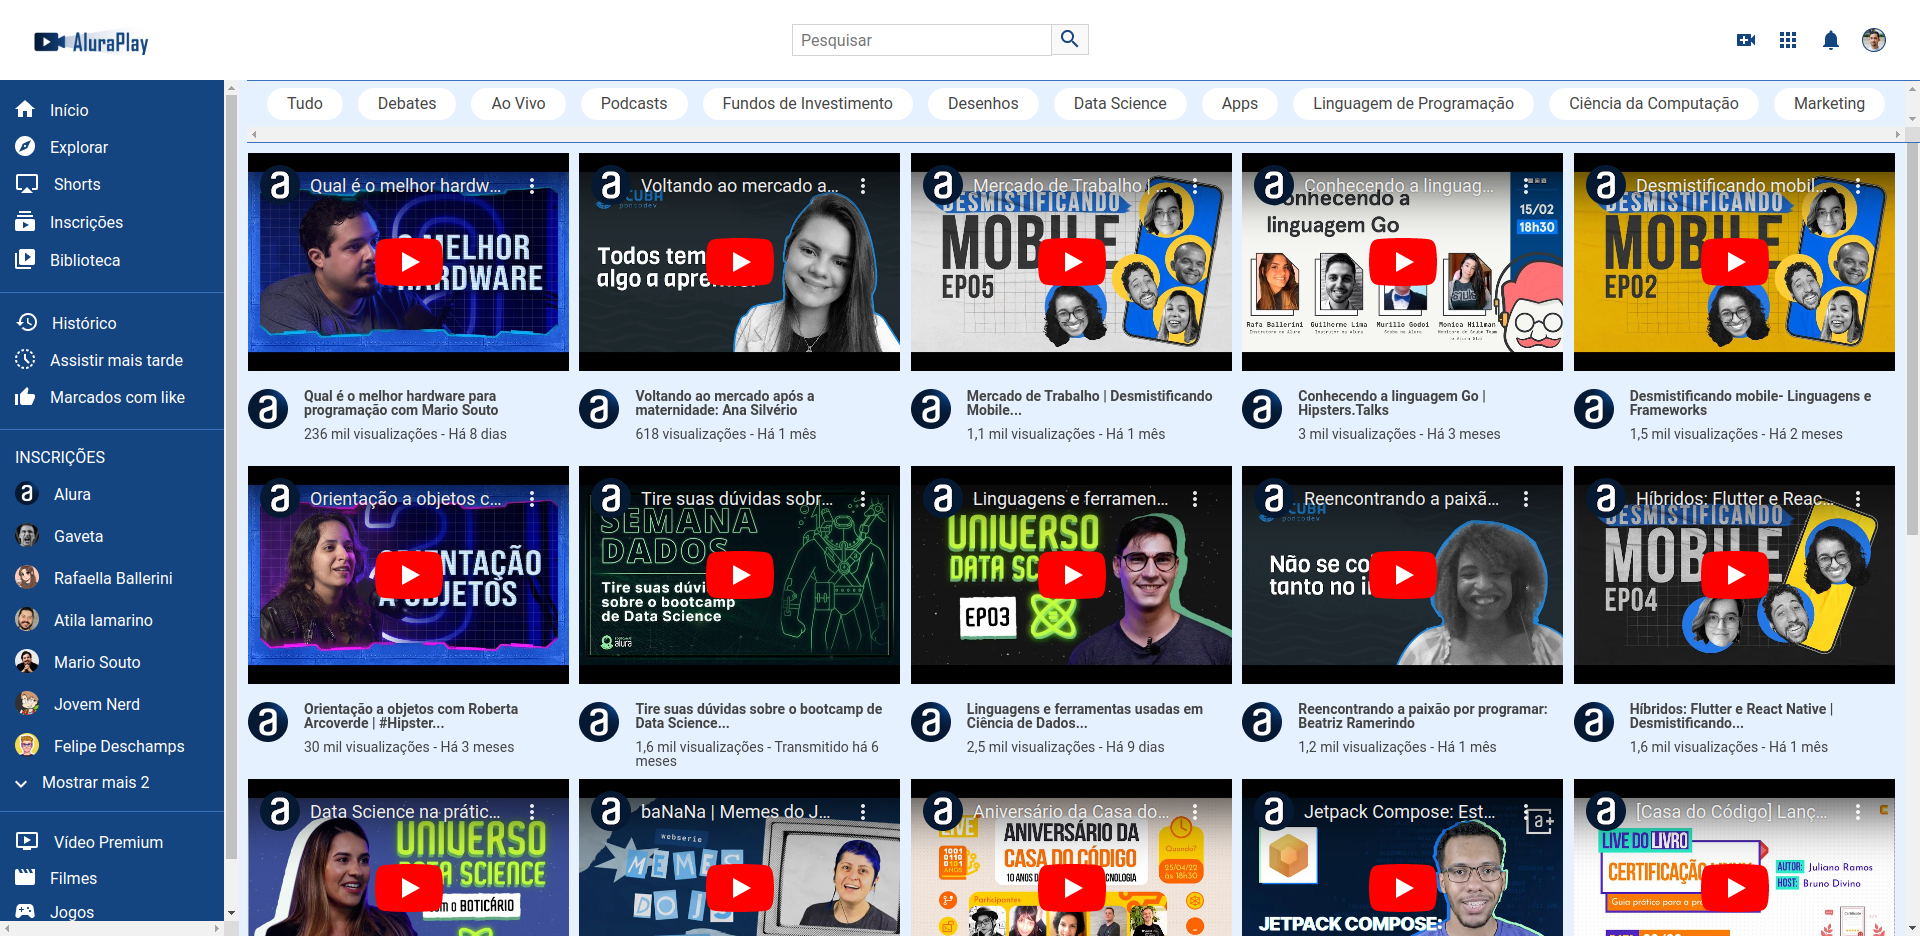 AluraPlay
Pesquisar
Início
Explorar
Shorts
Inscrições
Biblioteca
Histórico
Assistir mais tarde
Marcados com like
INSCRIÇÕES
Alura
Gaveta
Rafaella Ballerini
Atila Iamarino
Mario Souto
Jovem Nerd
Felipe Deschamps
Mostrar mais 2
Vídeo Premium
Filmes
Jogos
Tudo
Debates
Ao Vivo
Podcasts
Fundos de Investimento
Desenhos
Data Science
Apps
Linguagem de Programação
Ciência da Computação
Marketing
Qual é o melhor hardw...
MELHOR
HARDWARE
Qual é o melhor hardware para
programação com Mario Souto
236 mil visualizações - Há 8 dias
Voltando ao mercado a...
pontodev
Todos tem
algo a
Voltando ao mercado após a
maternidade: Ana Silvério
618 visualizações - Há 1 mês
Mercado de Trabalho | ...
DESMISTIFICANDO
MOBILE
EP05
Mercado de Trabalho | Desmistificando
Mobile...
1,1 mil visualizações - Há 1 mês
Conhecendo a linguag...
onhecendo a
linguagem Go
15/02
18h30
Rafa Ballerini
Guilherme Lima
Murillo Godoi
Monica Hillman
Conhecendo a linguagem Go |
Hipsters.Talks
3 mil visualizações - Há 3 meses
Desmistificando mobil...
DESMISTIFICANDO
MOBILE
EP02
Desmistificando mobile- Linguagens e
Frameworks
1,5 mil visualizações - Há 2 meses
Orientação a objetos c...
NTAÇÃO
OBJETOS
Orientação a objetos com Roberta
Arcoverde | #Hipster...
30 mil visualizações - Há 3 meses
Tire suas dúvidas sobr...
SEMANA
DADOS
Tire suas dúvidas
sobre o bootcamp
de Data Science
alura
Tire suas dúvidas sobre o bootcamp de
Data Science...
1,6 mil visualizações - Transmitido há 6
meses
Linguagens e ferramen...
UNIVERSO
DATA SC
EP03
Linguagens e ferramentas usadas em
Ciência de Dados...
2,5 mil visualizações - Há 9 dias
Reencontrando a paixã...
CUBA
pontodev
Não se co
tanto no i
Reencontrando a paixão por programar:
Beatriz Ramerindo
1,2 mil visualizações - Há 1 mês
Híbridos: Flutter e Reac...
DESMISTIFICANDO
MOBILE
EP04
Híbridos: Flutter e React Native |
Desmistificando...
1,6 mil visualizações - Há 1 mês
Data Science na prátic...
UNIVERSO
SCIENCE
com o BOTICÁRIO
baNaNa | Memes do J...
webserie
MEMES
DO JS
Aniversário da Casa do...
LIVE
ANIVERSÁRIO DA
CASA DO CÓDIGO
10 ANOS D
CNOLOGIA
Quando?
25/04/22
às 18h30
Participantes
Jetpack Compose: Est...
a+
JETPACK COMPOSE:
[Casa do Código] Lanç...
LIVE DO LIVRO
CERTIFICAÇÃO LINUX
Guia prático para a pr
AUTOR: Juliano Ramos
HOST: Bruno Divino